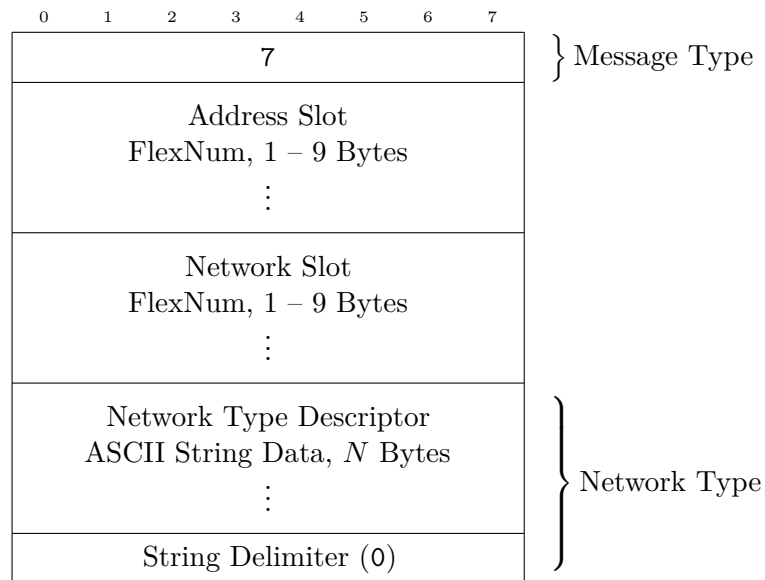 0 1 2 3 4 5 6 7
7
Message Type
Address Slot
FlexNum, 1 – 9 Bytes
⋮
Network Slot
FlexNum, 1 – 9 Bytes
⋮
Network Type Descriptor
ASCII String Data, N Bytes
⋮
Network Type
String Delimiter (0)